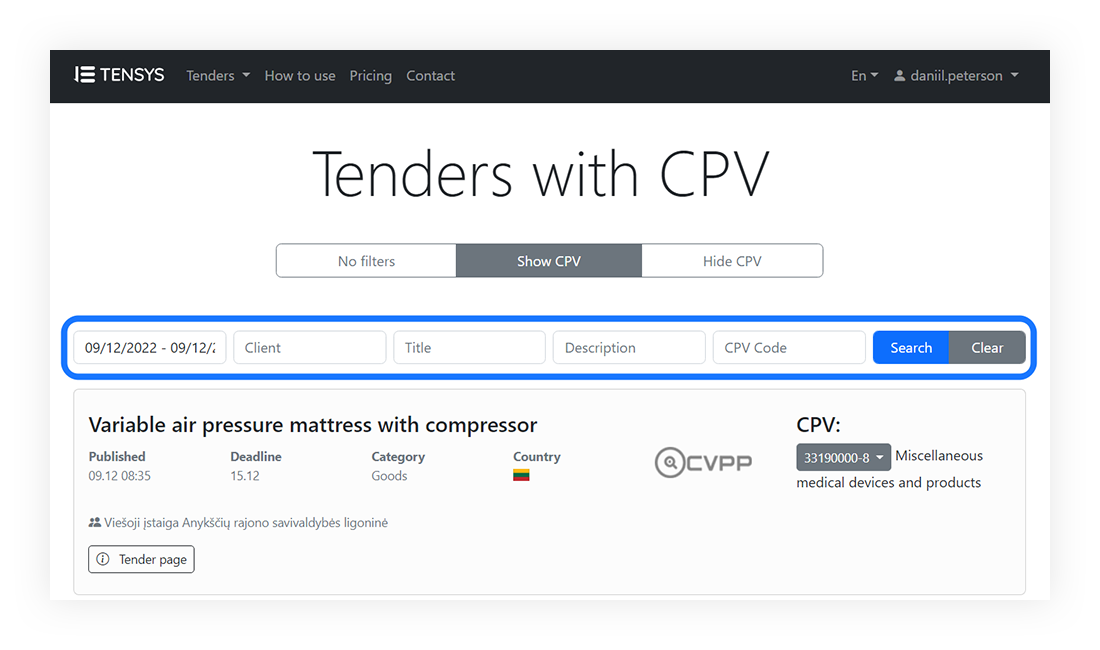 TENSYS Tenders How to use Pricing Contact En daniil.peterson
Tenders with CPV
No filters Show CPV Hide CPV
09/12/2022 - 09/12/2 Client Title Description CPV Code Search Clear
Variable air pressure mattress with compressor
Published Deadline Category Country
09.12 08:35 15.12 Goods
CVPP
CPV:
33190000-8 Miscellaneous
medical devices and products
Viešoji įstaiga Anykščių rajono savivaldybės ligoninė
Tender page